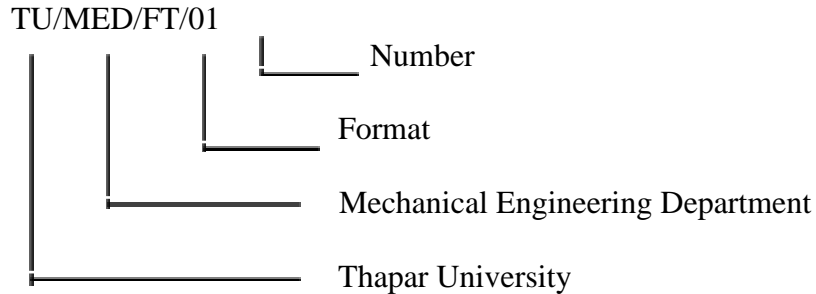 TU/MED/FT/01
Number
Format
Mechanical Engineering Department
Thapar University